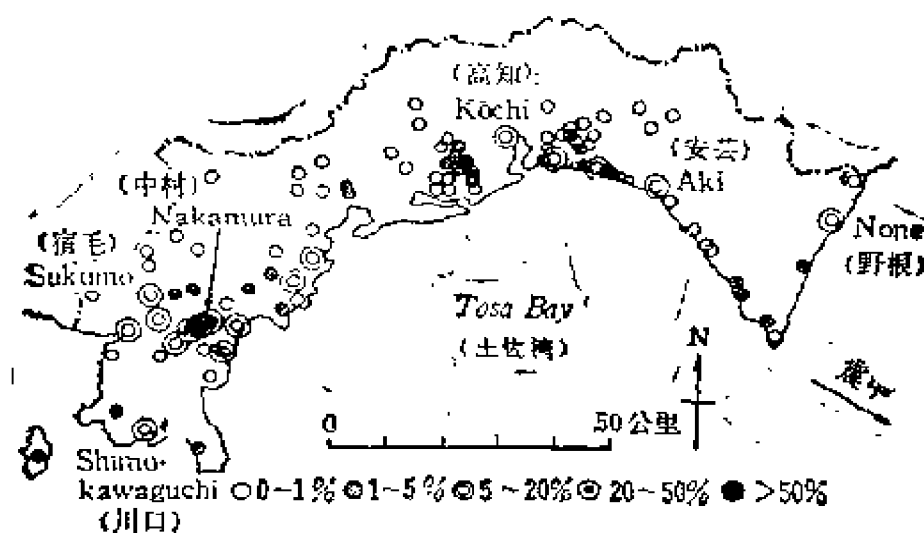 (高知)
Kōchi
(安芸)
Aki
(中村)
Nakamura
(宿毛)
Sukumo
None
(野根)
Tosa Bay
(土佐湾)
N
0
50公里
Shimo-
kawaguchi
(川口)
0~1% 1~5% 5~20% 20~50% >50%